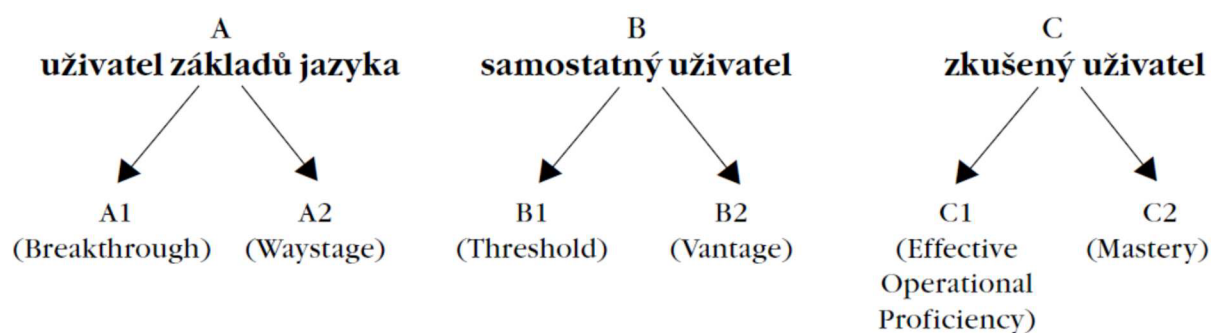 A B C
uživatel základů jazyka samostatný uživatel zkušený uživatel
A1 A2 B1 B2 C1 C2
(Breakthrough) (Waystage) (Threshold) (Vantage) (Effective (Mastery)
Operational
Proficiency)